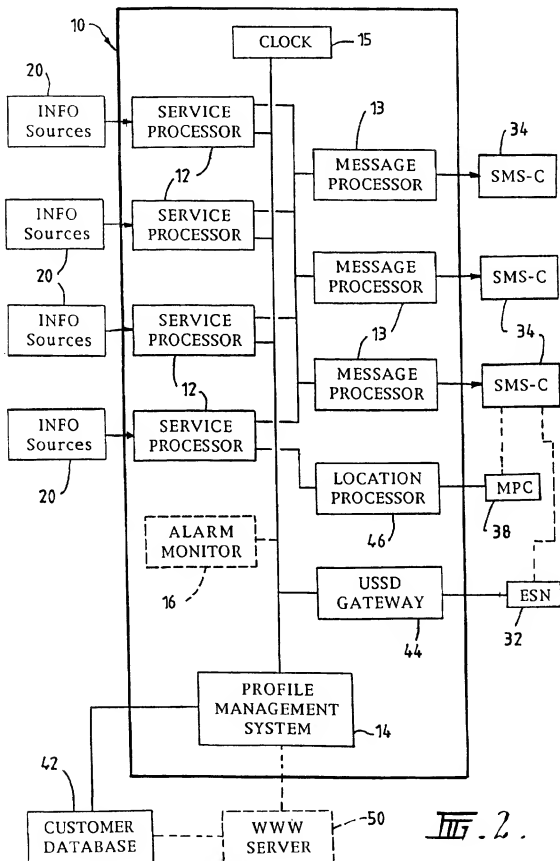 10
CLOCK
15
20
INFO
Sources
SERVICE
PROCESSOR
13
34
12
MESSAGE
PROCESSOR
SMS-C
INFO
Sources
SERVICE
PROCESSOR
20
20
MESSAGE
PROCESSOR
SMS-C
INFO
Sources
SERVICE
PROCESSOR
13
34
12
MESSAGE
PROCESSOR
SMS-C
INFO
Sources
SERVICE
PROCESSOR
20
LOCATION
PROCESSOR
MPC
46
38
ALARM
MONITOR
16
USSD
GATEWAY
ESN
44
32
PROFILE
MANAGEMENT
SYSTEM
14
42
CUSTOMER
DATABASE
WWW
SERVER
50
FIG. 2.